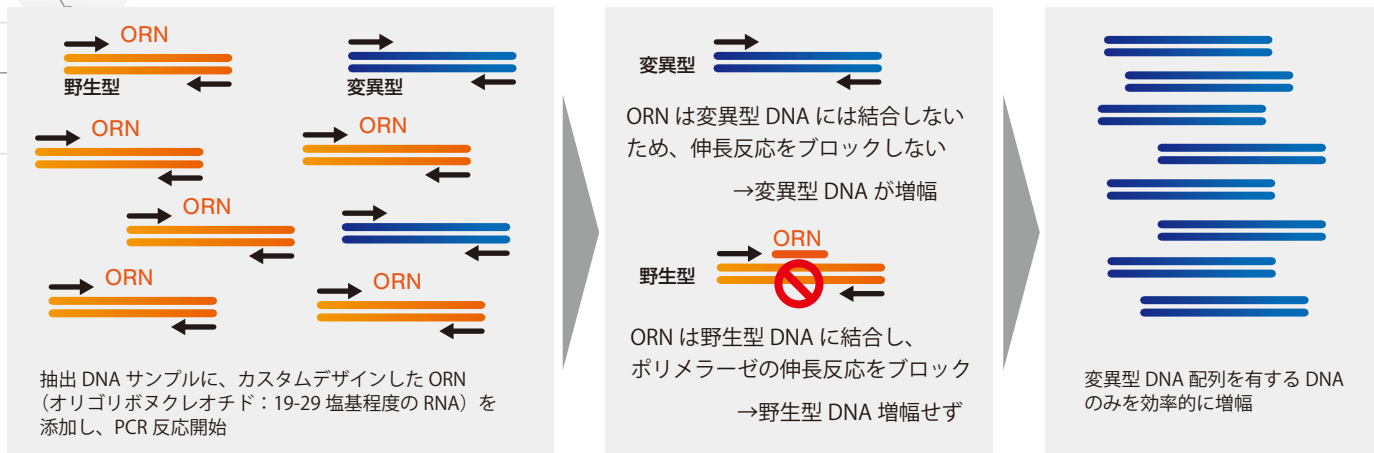 ORN
野生型
変異型
ORN
ORN
ORN
ORN
ORN
抽出 DNA サンプルに、カスタムデザインした ORN
（オリゴリボヌクレオチド：19-29 塩基程度の RNA）を
添加し、PCR 反応開始
変異型
ORN は変異型 DNA には結合しない
ため、伸長反応をブロックしない
→変異型 DNA が増幅
ORN
野生型
ORN は野生型 DNA に結合し、
ポリメラーゼの伸長反応をブロック
→野生型 DNA 増幅せず
変異型 DNA 配列を有する DNA
のみを効率的に増幅